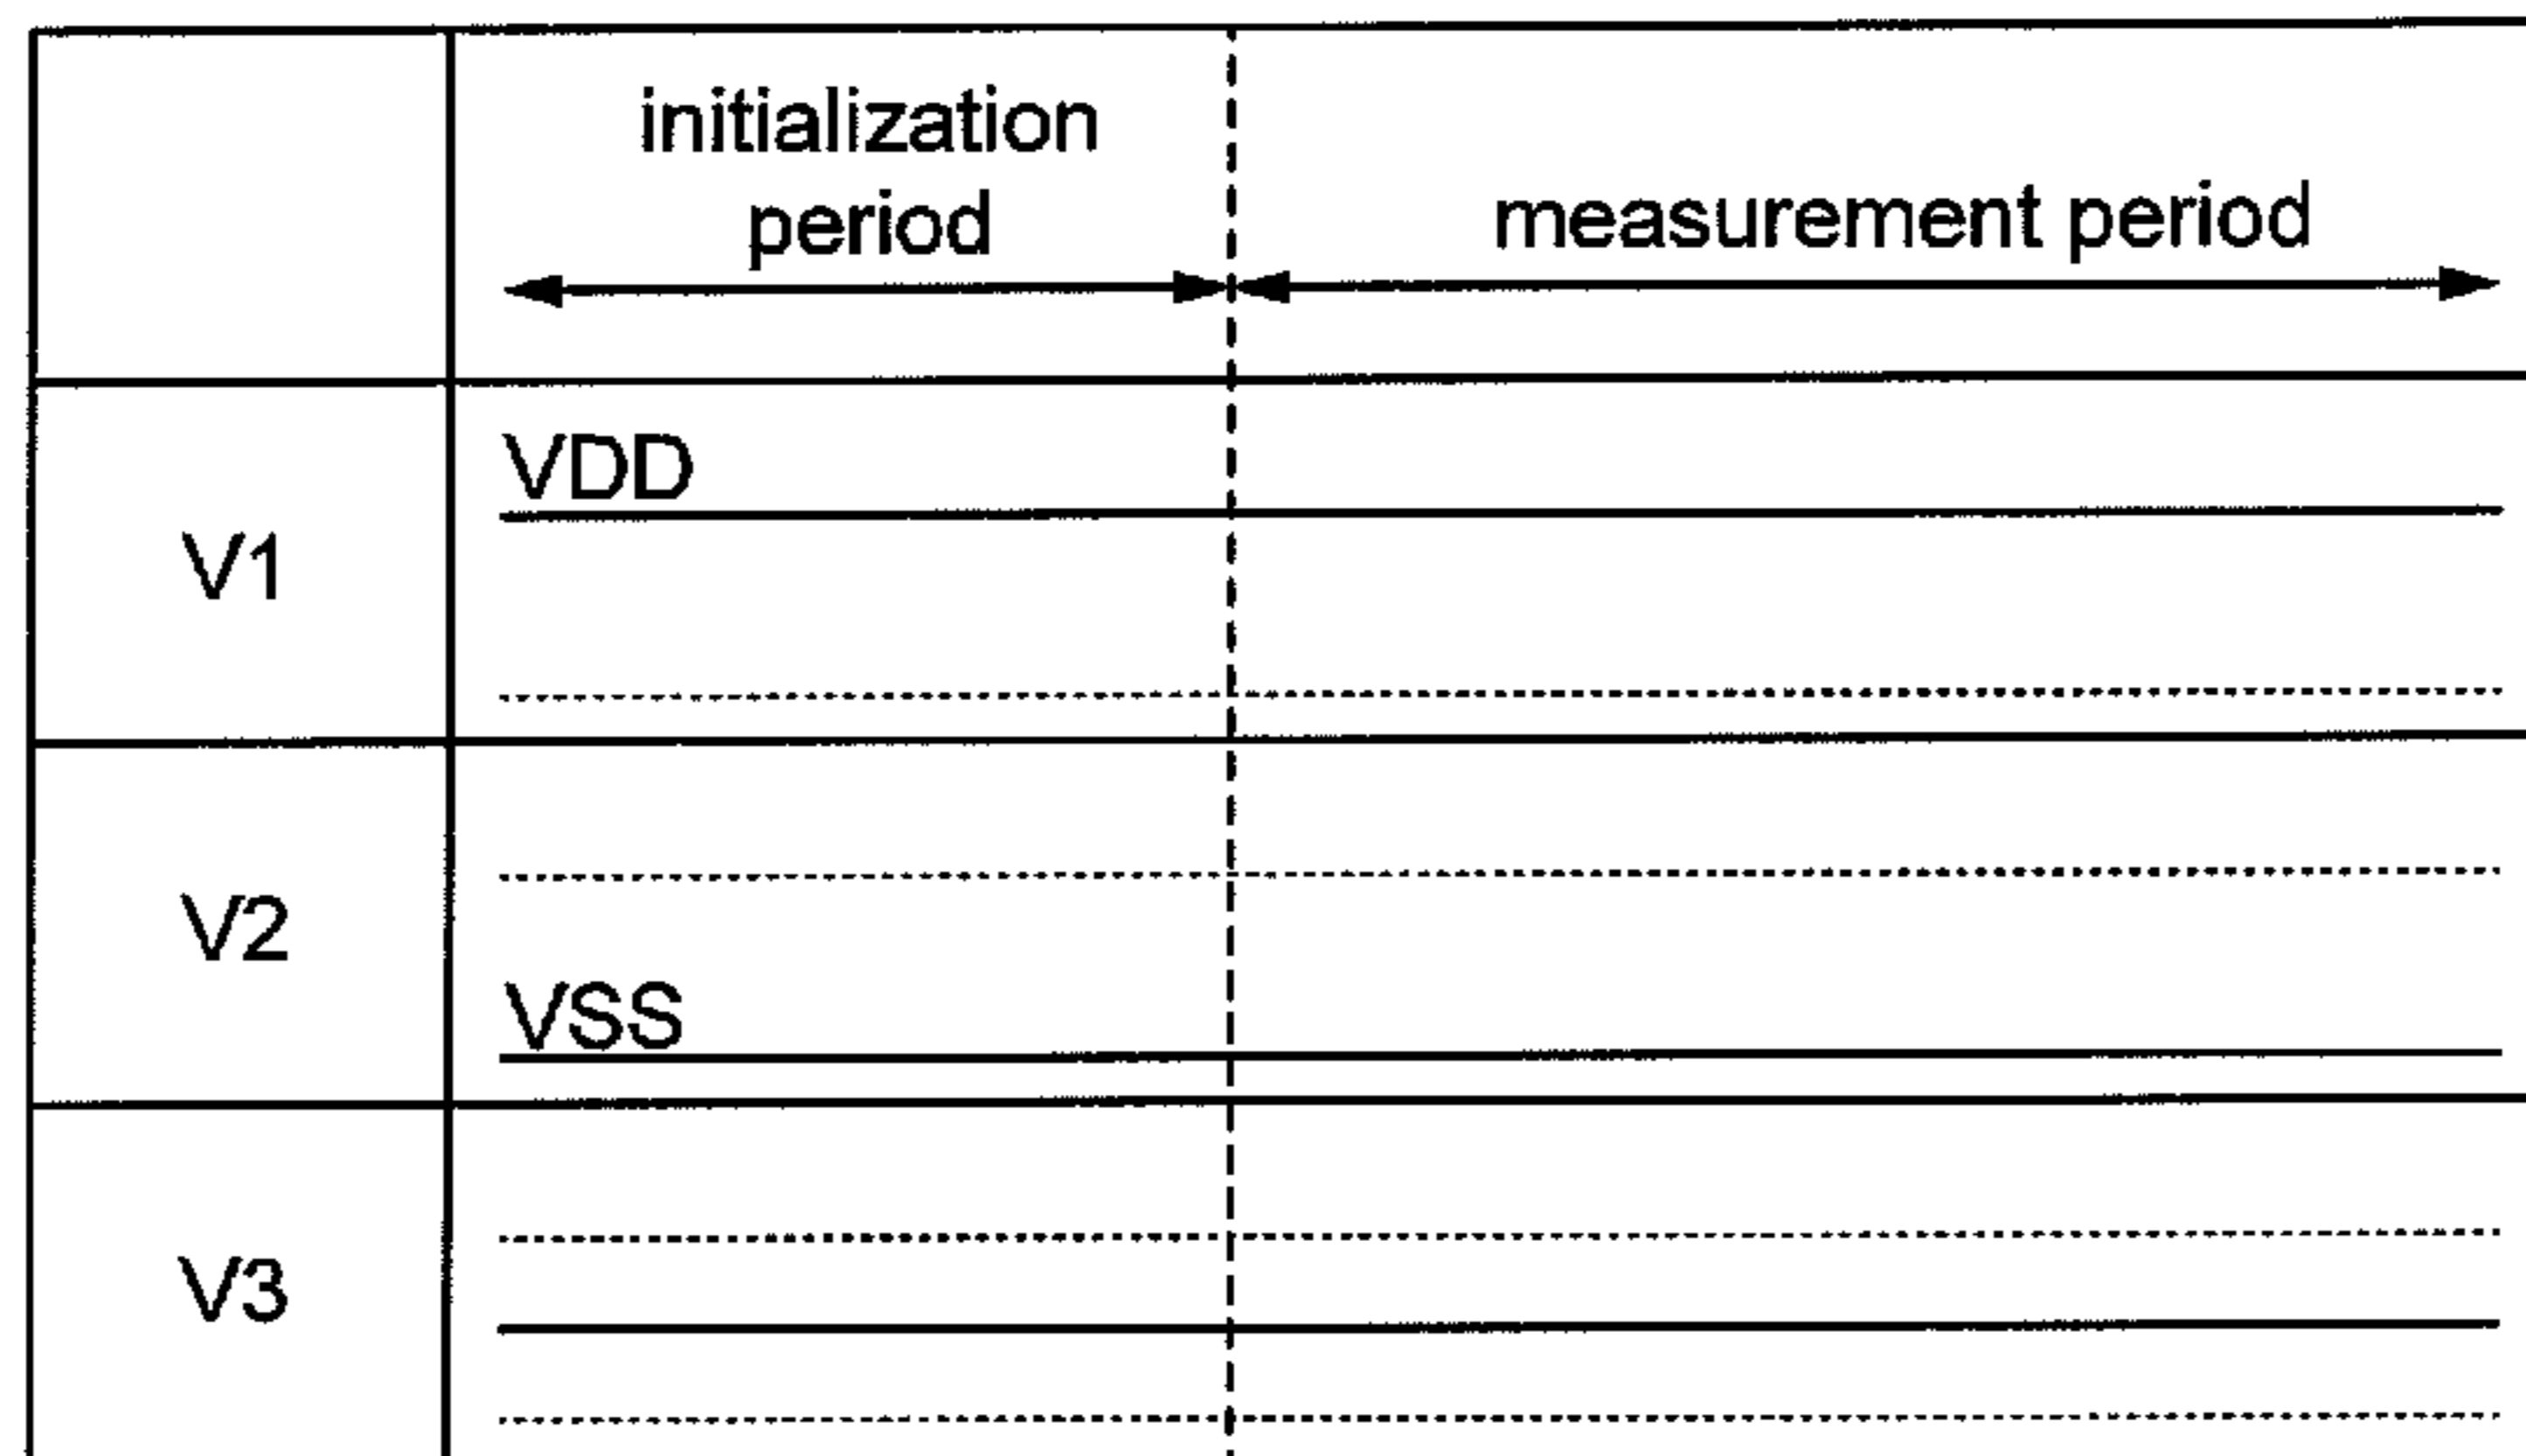 initialization
period
measurement period
VDD
V1
V2
VSS
V3